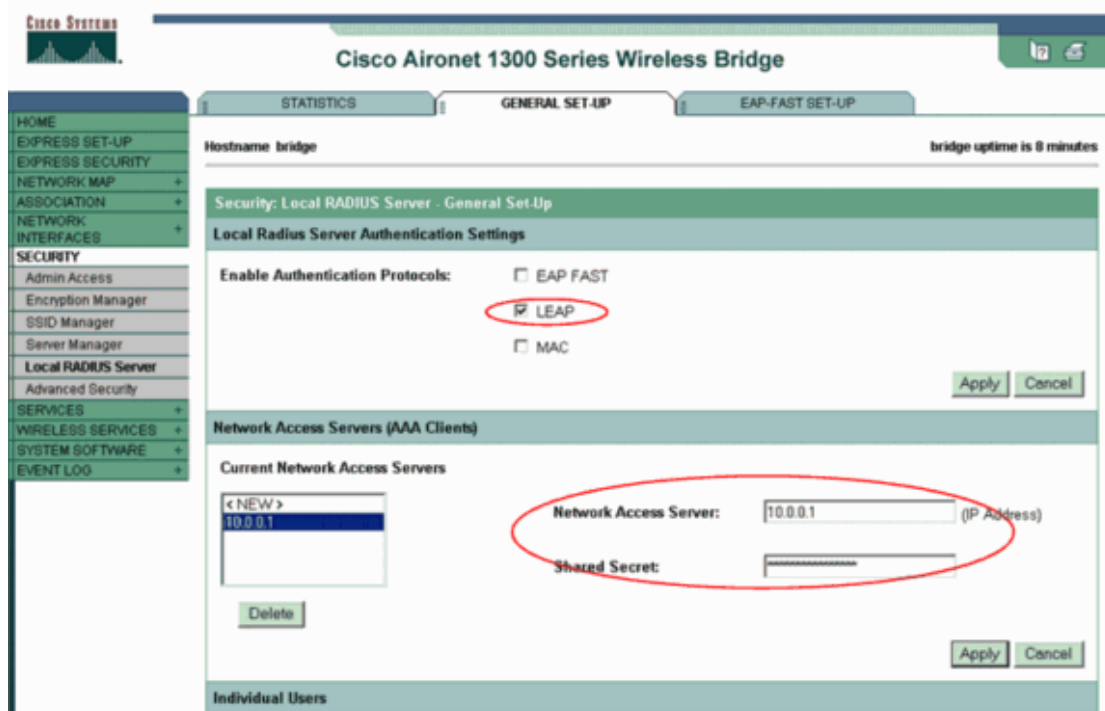 CISCO SYSTEMS
Cisco Aironet 1300 Series Wireless Bridge
STATISTICS
GENERAL SET-UP
EAP-FAST SET-UP
HOME
EXPRESS SET-UP
EXPRESS SECURITY
NETWORK MAP +
ASSOCIATION +
NETWORK
INTERFACES +
SECURITY
Admin Access
Encryption Manager
SSID Manager
Server Manager
Local RADIUS Server
Advanced Security
SERVICES +
WIRELESS SERVICES +
SYSTEM SOFTWARE +
EVENT LOG +
Hostname bridge
bridge uptime is 8 minutes
Security: Local RADIUS Server - General Set-Up
Local Radius Server Authentication Settings
Enable Authentication Protocols:
EAP FAST
LEAP
MAC
Apply
Cancel
Network Access Servers (AAA Clients)
Current Network Access Servers
<NEW>
10.0.0.1
Network Access Server:
10.0.0.1
(IP Address)
Shared Secret:
Delete
Apply
Cancel
Individual Users